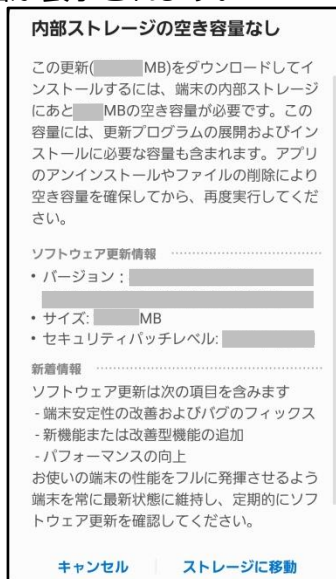 内部ストレージの空き容量なし
この更新( MB)をダウンロードしてイ
ンストールするには、端末の内部ストレージ
にあと MBの空き容量が必要です。この
容量には、更新プログラムの展開およびイン
ストールに必要な容量も含まれます。アプリ
のアンインストールやファイルの削除により
空き容量を確保してから、再度実行してくだ
さい。
ソフトウェア更新情報
・バージョン：
・サイズ: MB
・セキュリティパッチレベル:
新着情報
ソフトウェア更新は次の項目を含みます
- 端末安定性の改善およびバグのフィックス
- 新機能または改善型機能の追加
- パフォーマンスの向上
お使いの端末の性能をフルに発揮させるよう
端末を常に最新状態に維持し、定期的にソフ
トウェア更新を確認してください。
キャンセル ストレージに移動